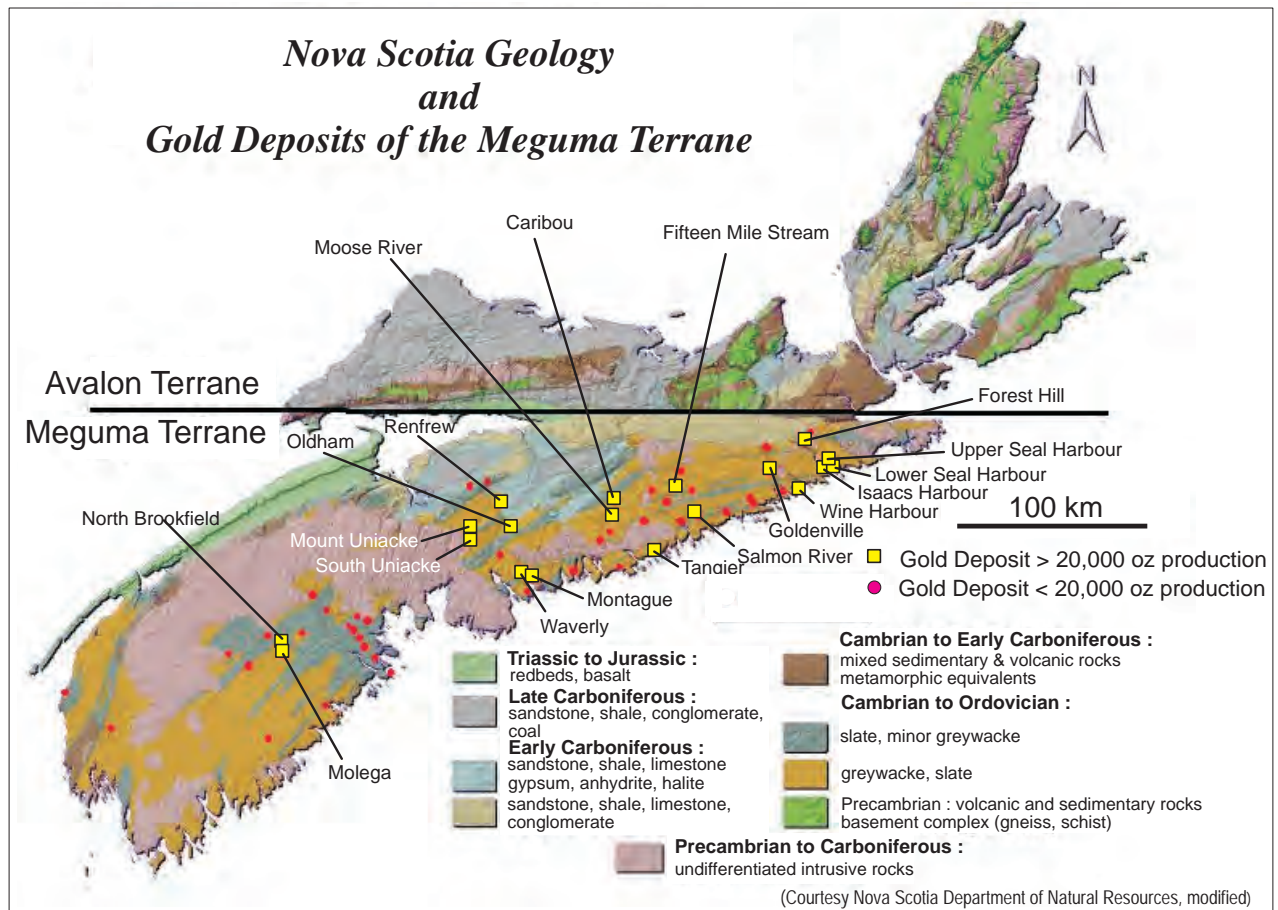 Nova Scotia Geology
and
Gold Deposits of the Meguma Terrane
N
Caribou
Moose River
Fifteen Mile Stream
Avalon Terrane
Meguma Terrane
Renfrew
Oldham
Forest Hill
Upper Seal Harbour
Lower Seal Harbour
Isaacs Harbour
Wine Harbour
Goldenville
100 km
North Brookfield
Mount Uniacke
South Uniacke
Salmon River
Tangier
Montague
Waverly
Molega
Gold Deposit > 20,000 oz production
Gold Deposit < 20,000 oz production
Triassic to Jurassic :
redbeds, basalt
Late Carboniferous :
sandstone, shale, conglomerate,
coal
Early Carboniferous :
sandstone, shale, limestone
gypsum, anhydrite, halite
sandstone, shale, limestone,
conglomerate
Cambrian to Early Carboniferous :
mixed sedimentary & volcanic rocks
metamorphic equivalents
Cambrian to Ordovician :
slate, minor greywacke
greywacke, slate
Precambrian : volcanic and sedimentary rocks
basement complex (gneiss, schist)
Precambrian to Carboniferous :
undifferentiated intrusive rocks
(Courtesy Nova Scotia Department of Natural Resources, modified)